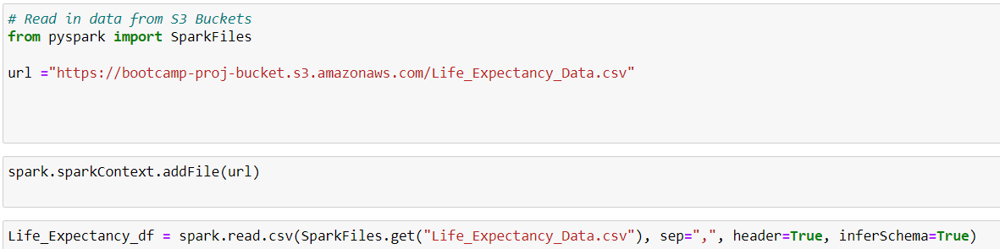 # Read in data from S3 Buckets
from pyspark import SparkFiles
url ="https://bootcamp-proj-bucket.s3.amazonaws.com/Life_Expectancy_Data.csv"
spark.sparkContext.addFile(url)
Life_Expectancy_df = spark.read.csv(SparkFiles.get("Life_Expectancy_Data.csv"), sep=",", header=True, inferSchema=True)